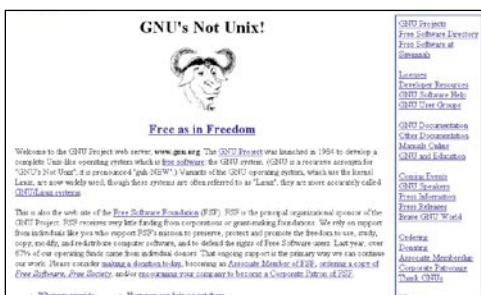 GNU's Not Unix!
Free as in Freedom
Welcome to the GNU Project web server, www.gnu.org. The GNU Project was launched in 1984 to develop a
complete Unix-like operating system which is free software: the GNU system. (GNU is a recursive acronym for
"GNU's Not Unix"; it is pronounced "guh-NEW".) Variants of the GNU operating system, which use the kernel
Linux, are now widely used; though these systems are often referred to as "Linux", they are more accurately called
GNU/Linux systems.
This is also the web site of the Free Software Foundation (FSF). FSF is the principal organizational sponsor of the
GNU Project. FSF receives very little funding from corporations or grant-making foundations. We rely on support
from individuals like you who support FSF's mission to preserve, protect and promote the freedom to use, study,
copy, modify, and redistribute computer software, and to defend the rights of Free Software users. Last year, over
67% of our operating funds came from individual donors. That ongoing support is the primary way we can continue
our work. Please consider making a donation today, becoming an Associate Member of FSF, ordering a copy of
Free Software, Free Society, and/or encouraging your company to become a Corporate Patron of FSF.
GNU Projects
Free Software Directory
Free Software at
Savannah
Licenses
Developer Resources
GNU Software Help
GNU User Groups
GNU Documentation
Other Documentation
Manuals Online
GNU and Education
Coming Events
GNU Speakers
Press Information
Press Releases
Brave GNU World
Ordering
Donating
Associate Membership
Corporate Patronage
Thank GNUs